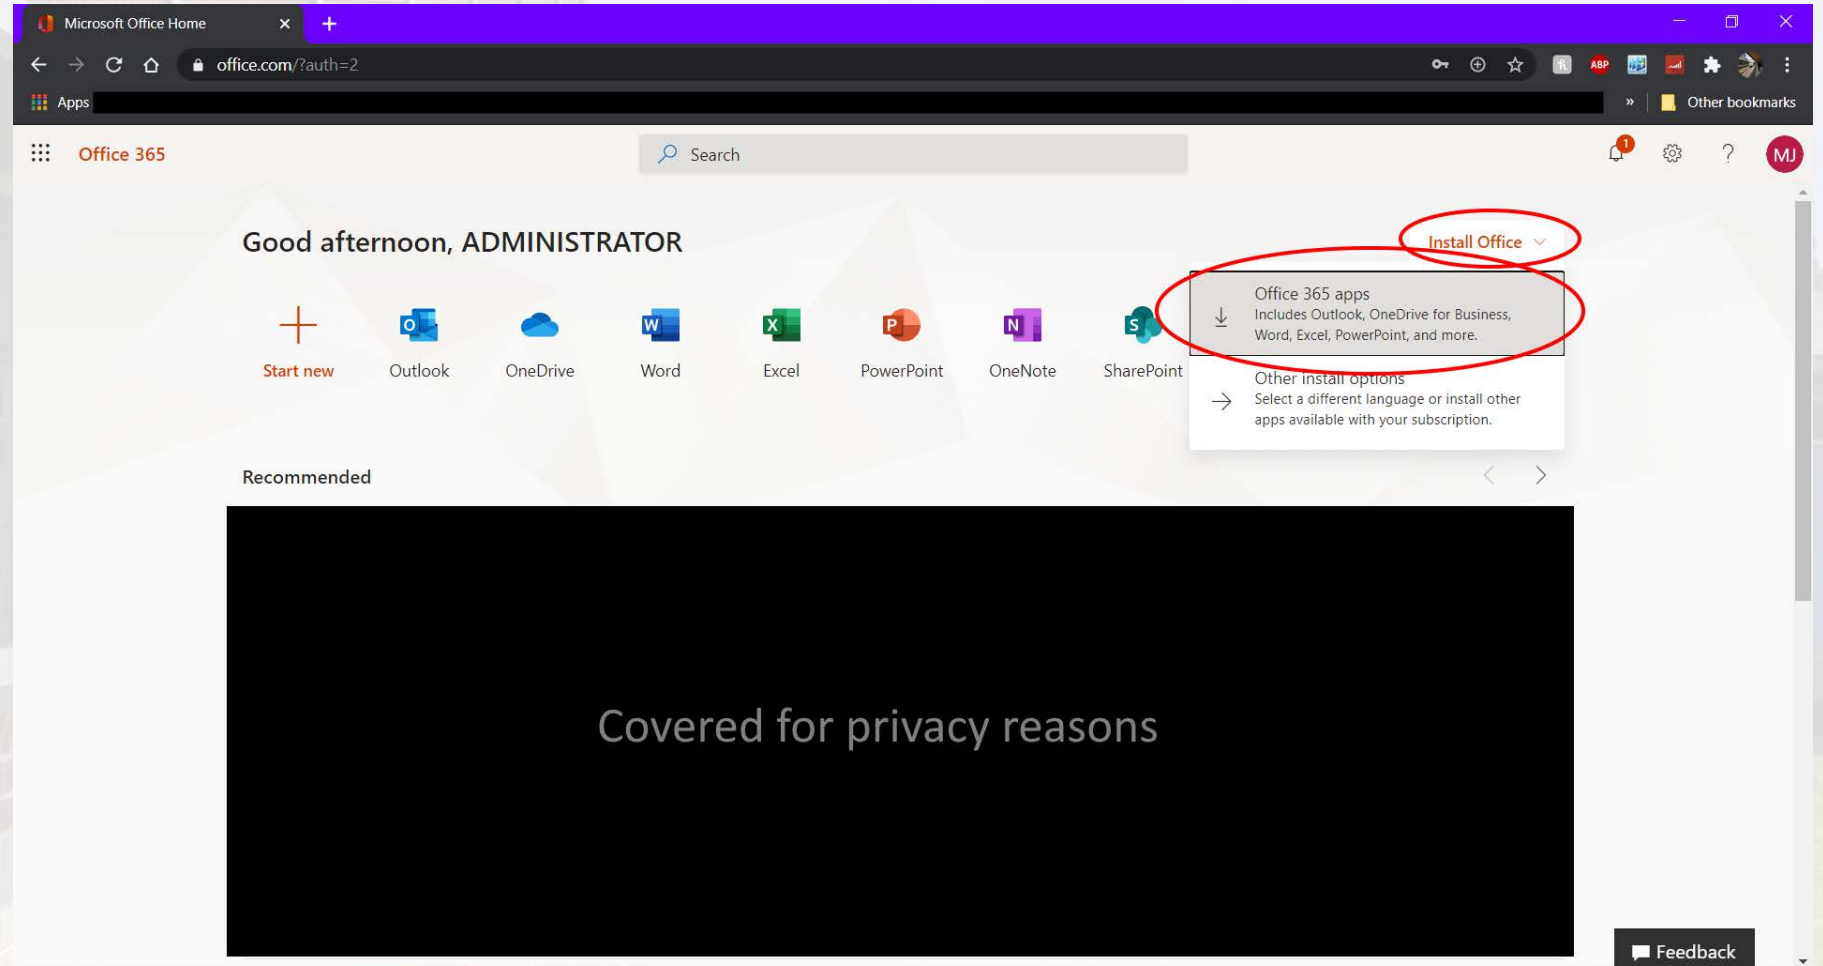 Microsoft Office Home
office.com/?auth=2
ABP
Apps
» Other bookmarks
Office 365
Search
1
? MJ
Good afternoon, ADMINISTRATOR
Install Office
Office 365 apps
Includes Outlook, OneDrive for Business,
Word, Excel, PowerPoint, and more.
Other install options
Select a different language or install other
apps available with your subscription.
Start new Outlook OneDrive Word Excel PowerPoint OneNote SharePoint
Recommended
Covered for privacy reasons
Feedback